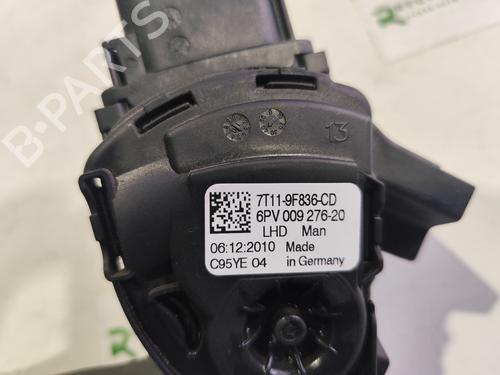 B-PARTS
13
7T11-9F836-CD
6PV 009 276-20
LHD Man
06:12:2010 Made
C95YE 04 in Germany